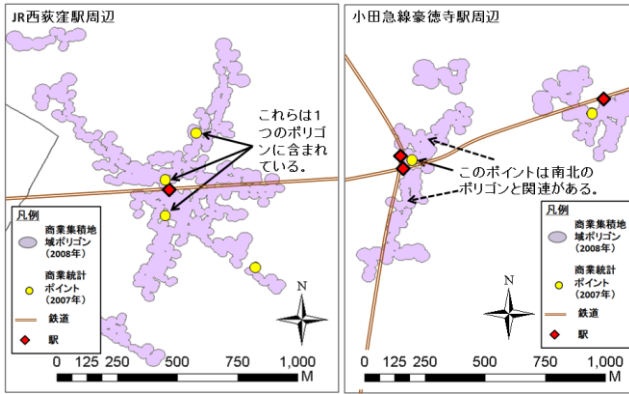 JR西荻窪駅周辺
これらは1
つのポリゴ
ンに含まれ
ている。
凡例
商業集積地
域ポリゴン
(2008年)
商業統計
ポイント
(2007年)
鉄道
駅
N
0 125 250 500 750 1,000
M
小田急線豪徳寺駅周辺
このポイントは南北の
ポリゴンと関連がある。
凡例
商業集積地
域ポリゴン
(2008年)
商業統計
ポイント
(2007年)
鉄道
駅
N
0 125 250 500 750 1,000
M